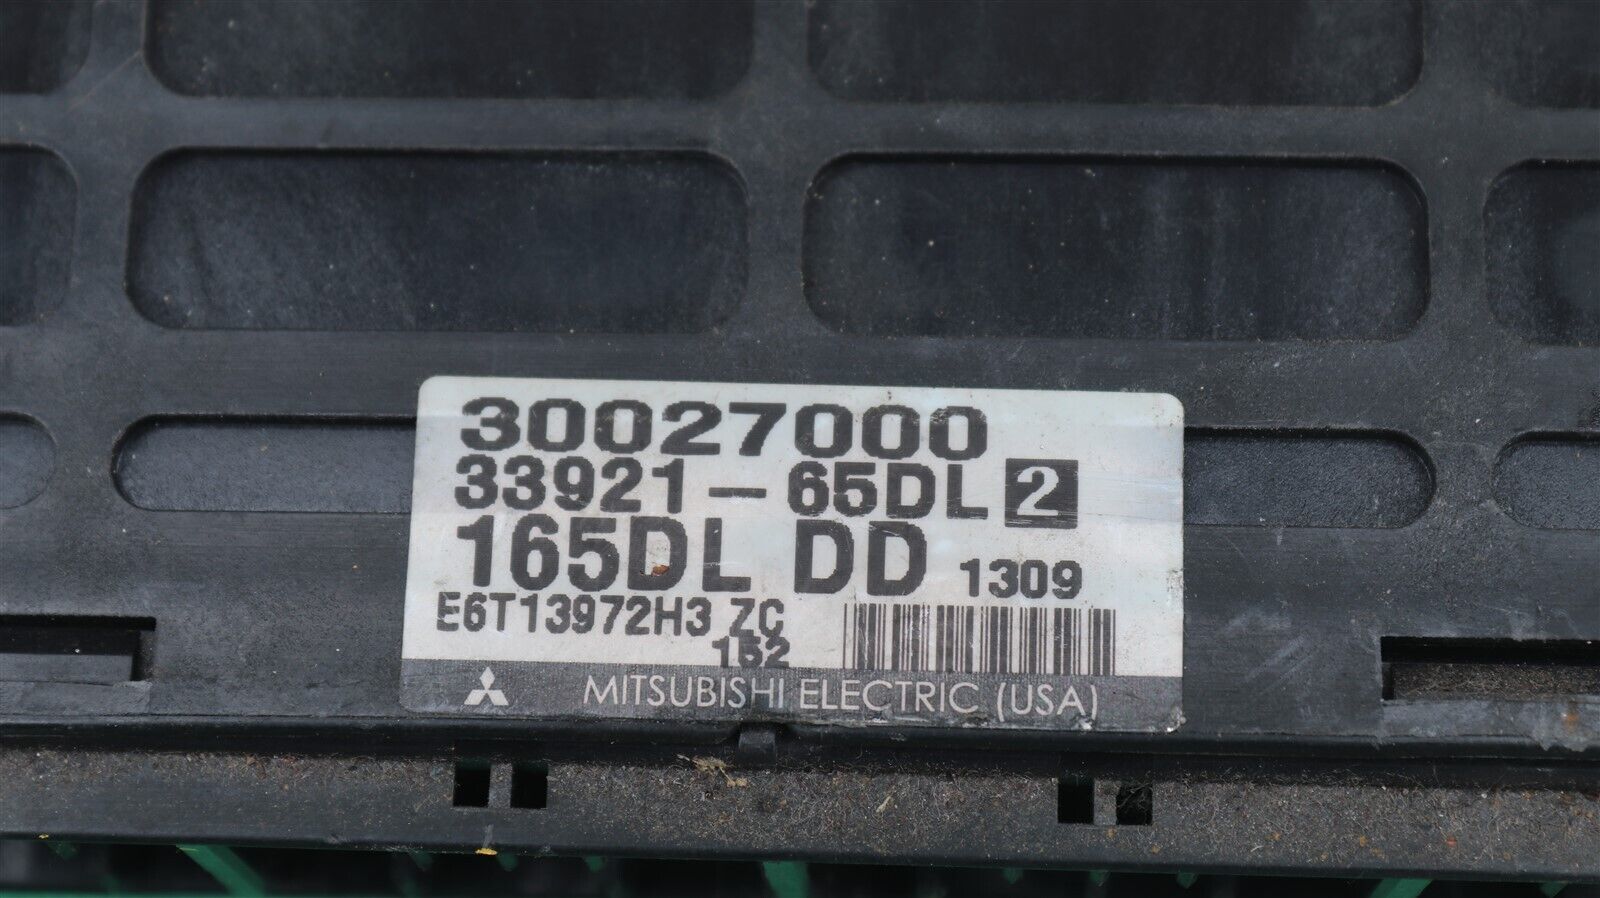 30027000
33921-65DL 2
165DL DD 1309
E6T13972H3 ZC
152
MITSUBISHI ELECTRIC (USA)